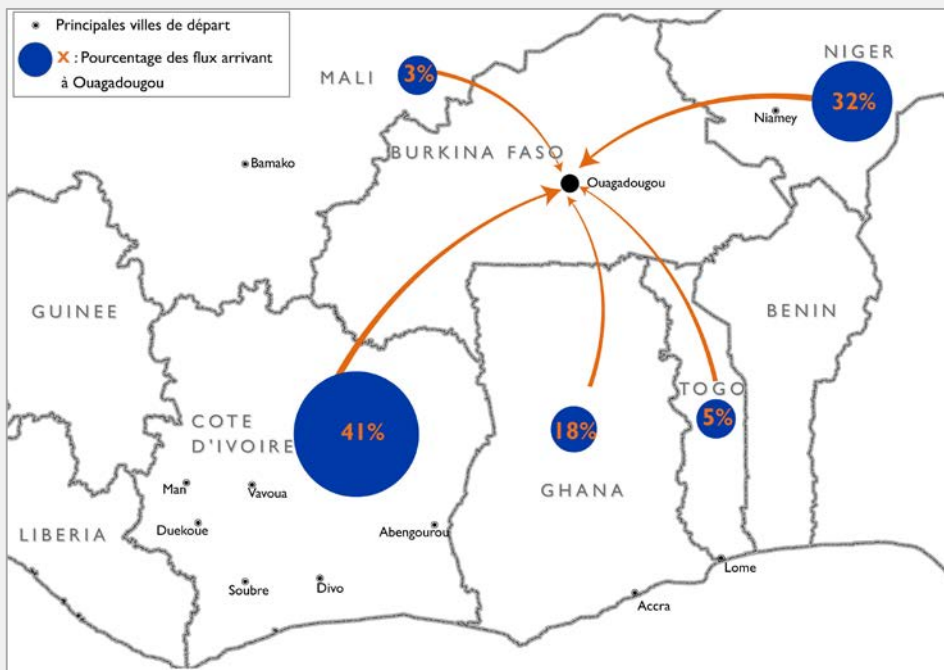 Principales villes de départ
X : Pourcentage des flux arrivant
à Ouagadougou
MALI
3%
NIGER
32%
Niamey
Bamako
BURKINA FASO
Ouagadougou
GUINEE
BENIN
TOGO
5%
COTE
D'IVOIRE
41%
18%
GHANA
Man
Vavoua
Duekoue
Abengourou
LIBERIA
Soubre
Divo
Lome
Accra